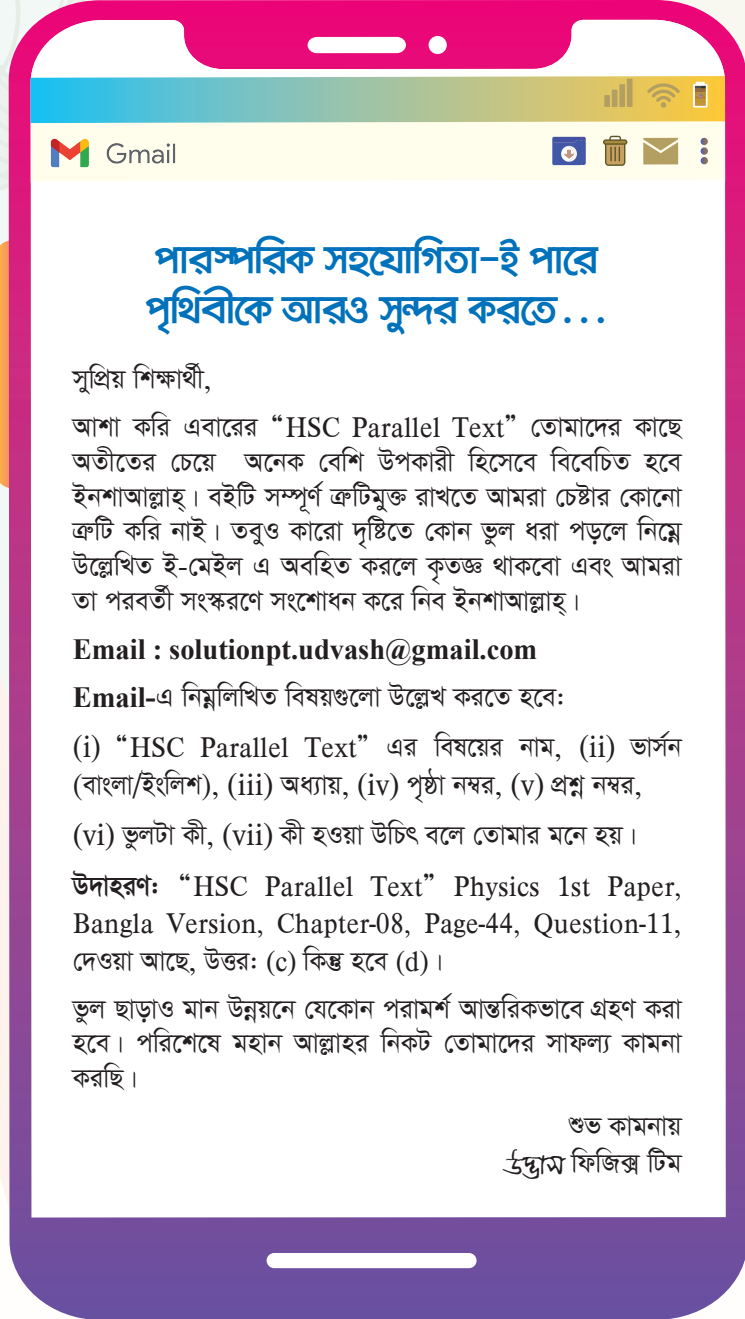 Gmail
পারস্পরিক সহযোগিতা-ই পারে
পৃথিবীকে আরও সুন্দর করতে...
সুপ্রিয় শিক্ষার্থী,
আশা করি এবারের “HSC Parallel Text” তোমাদের কাছে
অতীতের চেয়ে অনেক বেশি উপকারী হিসেবে বিবেচিত হবে
ইনশাআল্লাহ্। বইটি সম্পূর্ণ ত্রুটিমুক্ত রাখতে আমরা চেষ্টার কোনো
ত্রুটি করি নাই। তবুও কারো দৃষ্টিতে কোন ভুল ধরা পড়লে নিম্নে
উল্লেখিত ই-মেইল এ অবহিত করলে কৃতজ্ঞ থাকবো এবং আমরা
তা পরবর্তী সংস্করণে সংশোধন করে নিব ইনশাআল্লাহ্।
Email : solutionpt.udvash@gmail.com
Email-এ নিম্নলিখিত বিষয়গুলো উল্লেখ করতে হবে:
(i) “HSC Parallel Text” এর বিষয়ের নাম, (ii) ভার্সন
(বাংলা/ইংলিশ), (iii) অধ্যায়, (iv) পৃষ্ঠা নম্বর, (v) প্রশ্ন নম্বর,
(vi) ভুলটা কী, (vii) কী হওয়া উচিৎ বলে তোমার মনে হয়।
উদাহরণ: “HSC Parallel Text” Physics 1st Paper,
Bangla Version, Chapter-08, Page-44, Question-11,
দেওয়া আছে, উত্তর: (c) কিন্তু হবে (d)।
ভুল ছাড়াও মান উন্নয়নে যেকোন পরামর্শ আন্তরিকভাবে গ্রহণ করা
হবে। পরিশেষে মহান আল্লাহর নিকট তোমাদের সাফল্য কামনা
করছি।
শুভ কামনায়
উদ্ভাস ফিজিক্স টিম